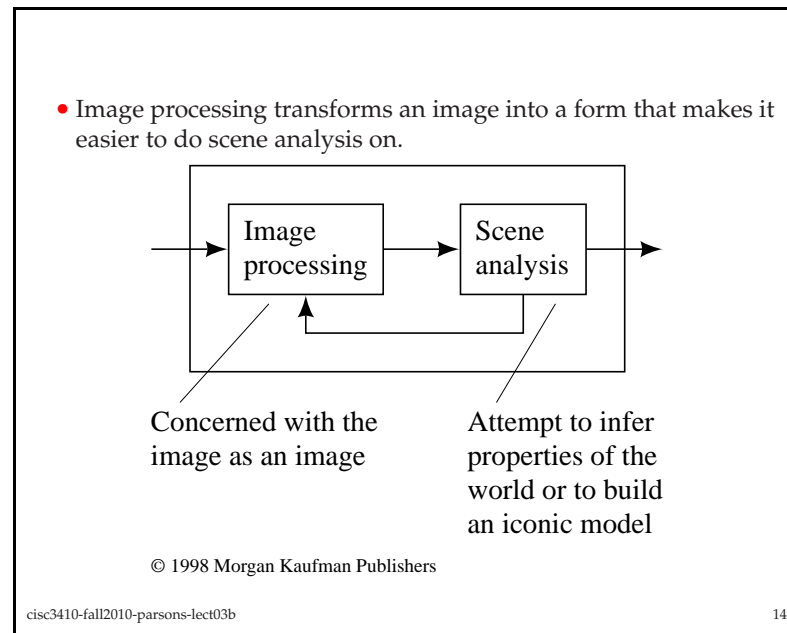 • Image processing transforms an image into a form that makes it
easier to do scene analysis on.
Image
processing
Scene
analysis
Concerned with the
image as an image
Attempt to infer
properties of the
world or to build
an iconic model
© 1998 Morgan Kaufman Publishers
cisc3410-fall2010-parsons-lect03b 14